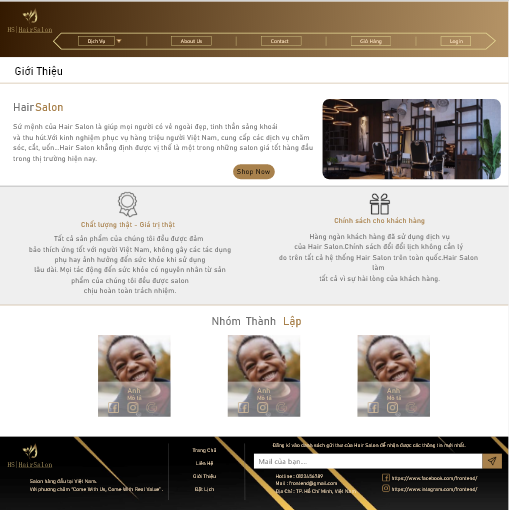 HS|HairSalon
Dịch Vụ
About Us
Contact
Giỏ Hàng
Login
Giới Thiệu
HairSalon
Sứ mệnh của Hair Salon là giúp mọi người có vẻ ngoài đẹp, tinh thần sảng khoái
và thu hút.Với kinh nghiệm phục vụ hàng triệu người Việt Nam, cung cấp các dịch vụ chăm
sóc, cắt, uốn...Hair Salon khẳng định được vị thế là một trong những salon giá tốt hàng đầu
trong thị trường hiện nay.
Shop Now
Chất lượng thật - Giá trị thật
Tất cả sản phẩm của chúng tôi đều được đảm
bảo thích ứng tốt với người Việt Nam, không gây các tác dụng
phụ hay ảnh hưởng đến sức khỏe khi sử dụng
lâu dài. Mọi tác động đến sức khỏe có nguyên nhân từ sản
phẩm của chúng tôi đều được salon
chịu hoàn toàn trách nhiệm.
Chính sách cho khách hàng
Hàng ngàn khách hàng đã sử dụng dịch vụ
của Hair Salon.Chính sách đổi đổi lịch không cần lý
do trên tất cả hệ thống Hair Salon trên toàn quốc.Hair Salon
làm
tất cả vì sự hài lòng của khách hàng.
Nhóm Thành Lập
Anh
Mô tả
Anh
Mô tả
Anh
Mô tả
HS|HairSalon
Salon hàng đầu tại Việt Nam.
Với phương châm "Come With Us, Come With Real Value".
Trang Chủ
Liên Hệ
Giới Thiệu
Đặt Lịch
Đăng kí vào danh sách gửi thư của Hair Salon để nhận được các thông tin mới nhất.
Mail của bạn...
Hotline : 0123456789
Mail : frontend@gmail.com
Địa Chỉ : TP. Hồ Chí Minh, Việt Nam
https://www.facebook.com/frontend/
https://www.instagram.com/frontend/